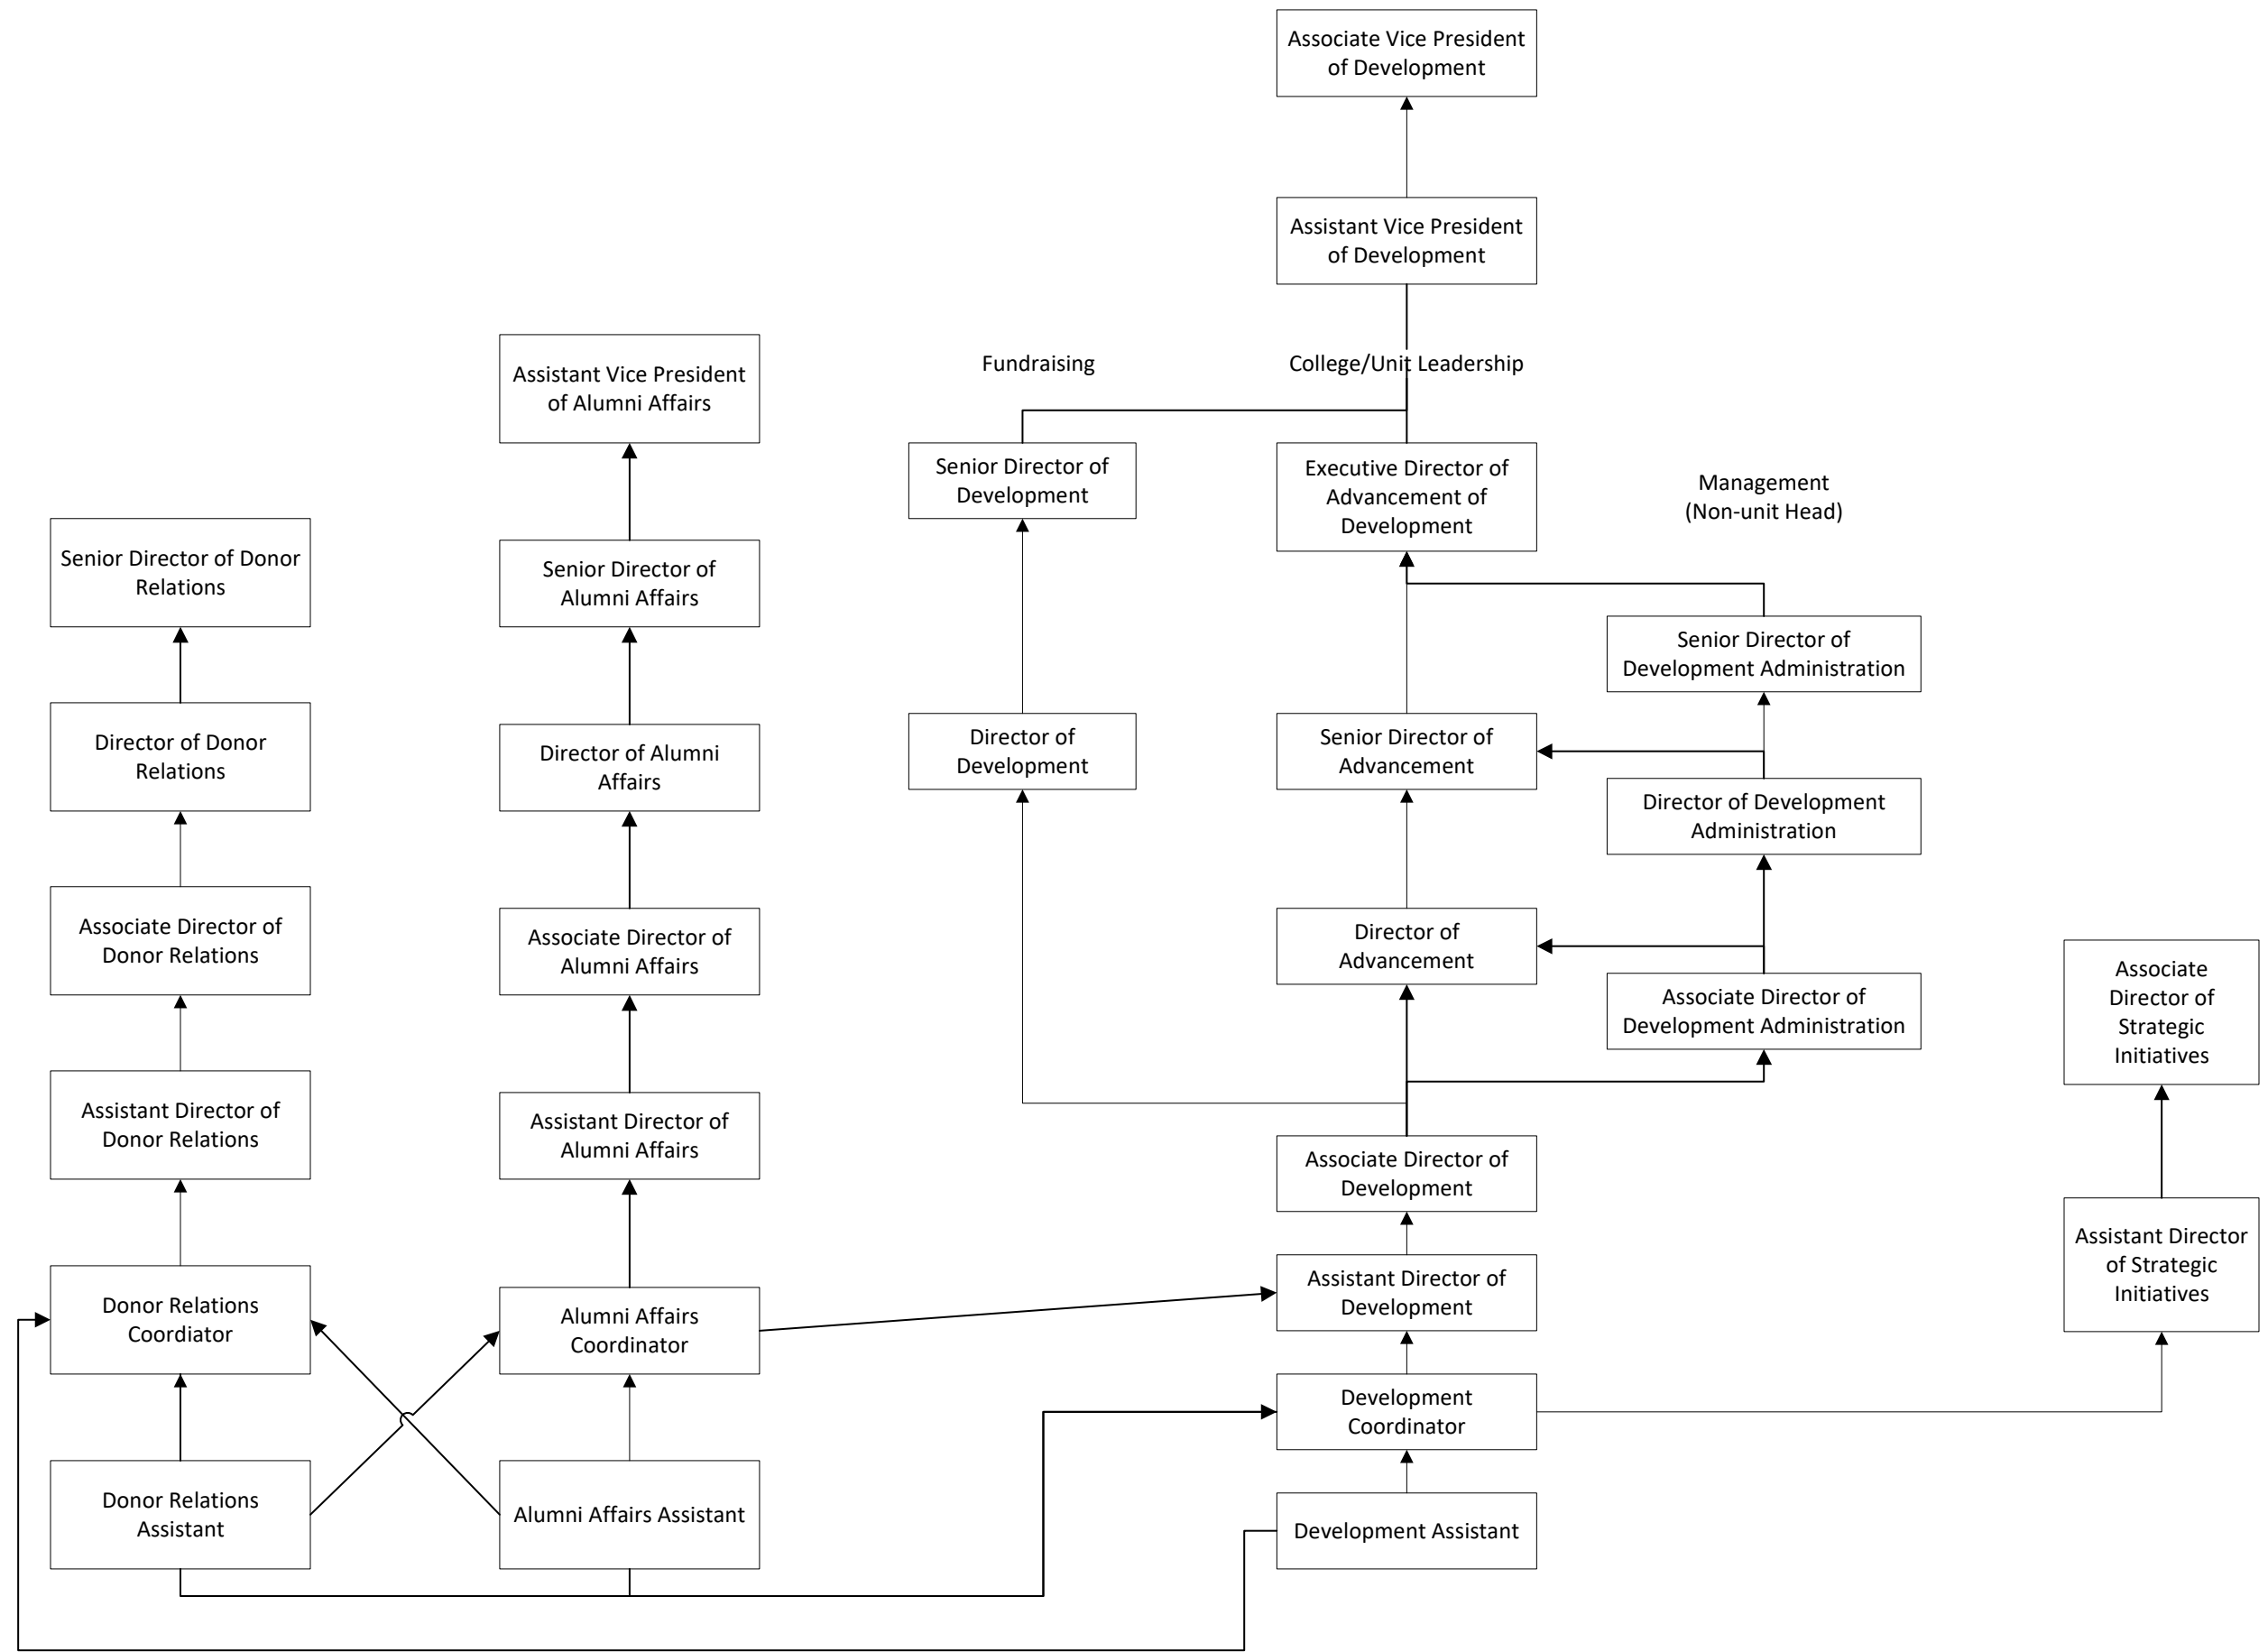 Associate Vice President
of Development
Assistant Vice President
of Development
Fundraising
College/Unit Leadership
Assistant Vice President
of Alumni Affairs
Senior Director of
Development
Executive Director of
Advancement of
Development
Management
(Non-unit Head)
Senior Director of Donor
Relations
Senior Director of
Alumni Affairs
Senior Director of
Development Administration
Director of Donor
Relations
Director of Alumni
Affairs
Director of
Development
Senior Director of
Advancement
Director of Development
Administration
Associate Director of
Donor Relations
Associate Director of
Alumni Affairs
Director of
Advancement
Associate Director of
Development Administration
Associate
Director of
Strategic
Initiatives
Assistant Director of
Donor Relations
Assistant Director of
Alumni Affairs
Associate Director of
Development
Assistant Director
of Strategic
Initiatives
Donor Relations
Coordiator
Alumni Affairs
Coordinator
Assistant Director of
Development
Development
Coordinator
Donor Relations
Assistant
Alumni Affairs Assistant
Development Assistant